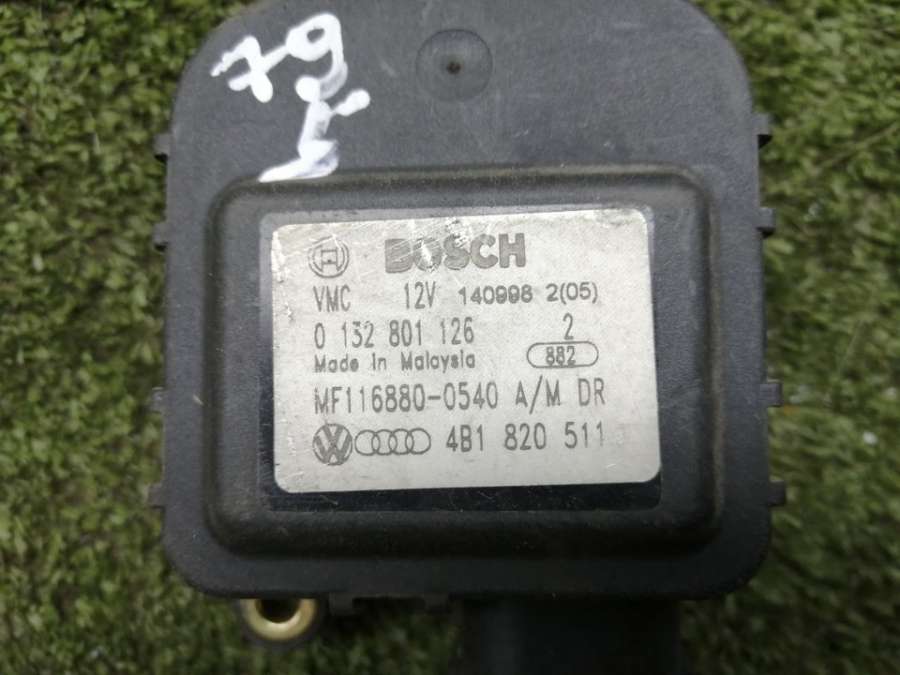 79
BOSCH
VMC 12V 140998 2(05)
0 132 801 126 2
Made in Malaysia 882
MF116880-0540 A/M DR
4B1 820 511